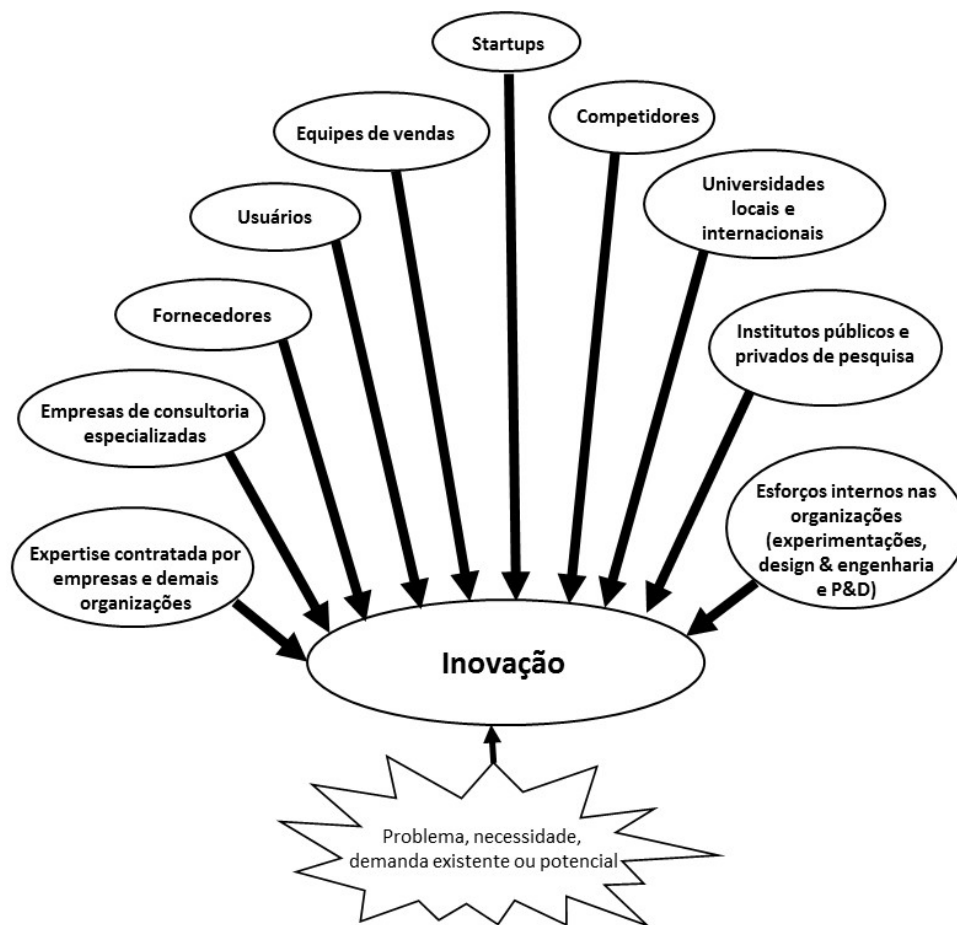 Startups
Equipes de vendas
Competidores
Usuários
Universidades
locais e
internacionais
Fornecedores
Institutos públicos e
privados de pesquisa
Empresas de consultoria
especializadas
Expertise contratada por
empresas e demais
organizações
Esforços internos nas
organizações
(experimentações,
design & engenharia
e P&D)
Inovação
Problema, necessidade,
demanda existente ou potencial